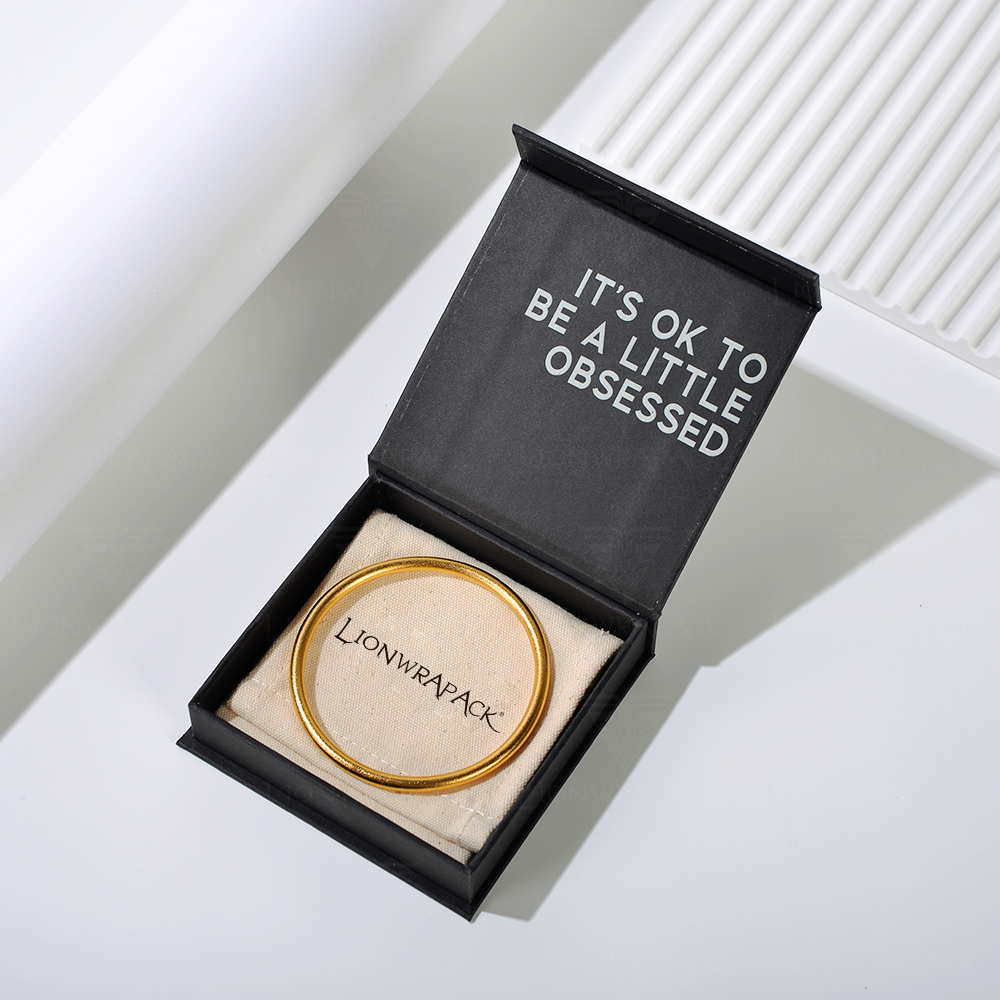 IT'S OK TO
BE A LITTLE
OBSESSED
LIONWRAPACK®